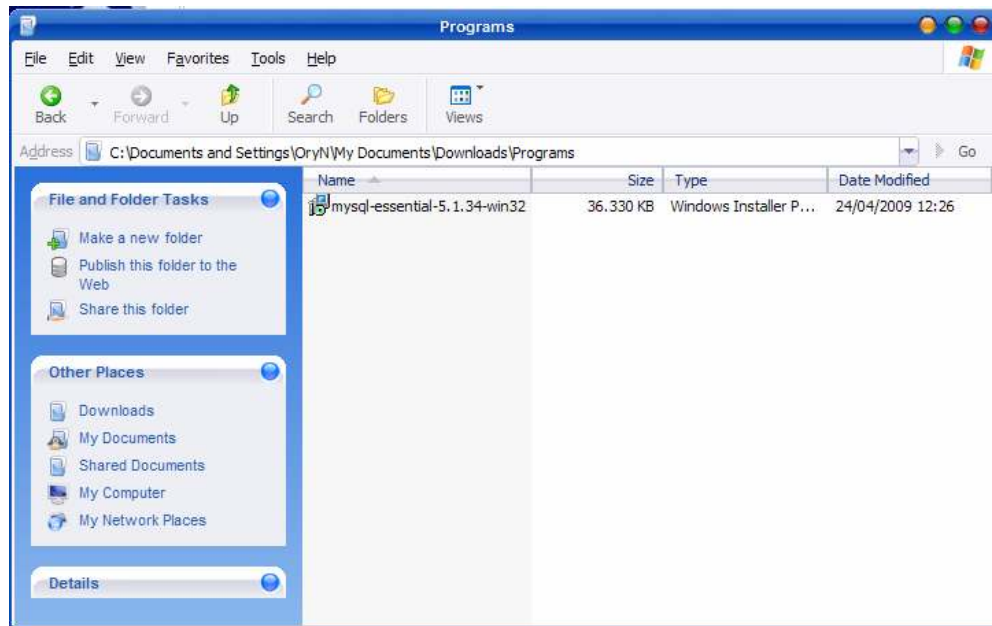 Programs
File Edit View Favorites Tools Help
Back Forward Up Search Folders Views
Address C:\Documents and Settings\OryN\My Documents\Downloads\Programs Go
Name Size Type Date Modified
mysql-essential-5.1.34-win32 36.330 KB Windows Installer P... 24/04/2009 12:26
File and Folder Tasks
Make a new folder
Publish this folder to the
Web
Share this folder
Other Places
Downloads
My Documents
Shared Documents
My Computer
My Network Places
Details